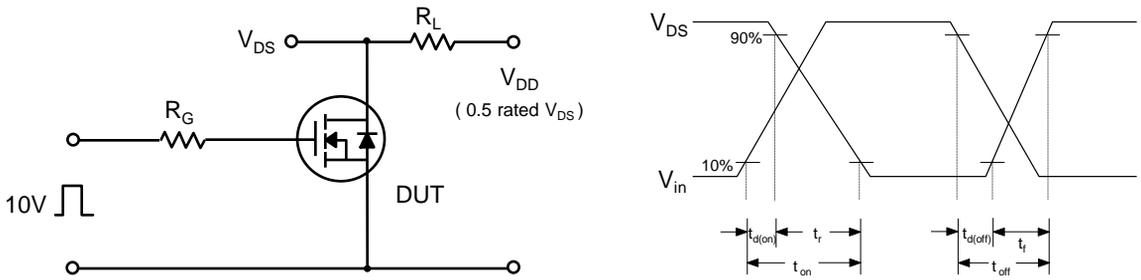 R_L
V_DS
V_DD
( 0.5 rated V_DS )
R_G
10V
DUT
V_DS
90%
10%
V_in
t_d(on)
t_r
t_on
t_d(off)
t_f
t_off